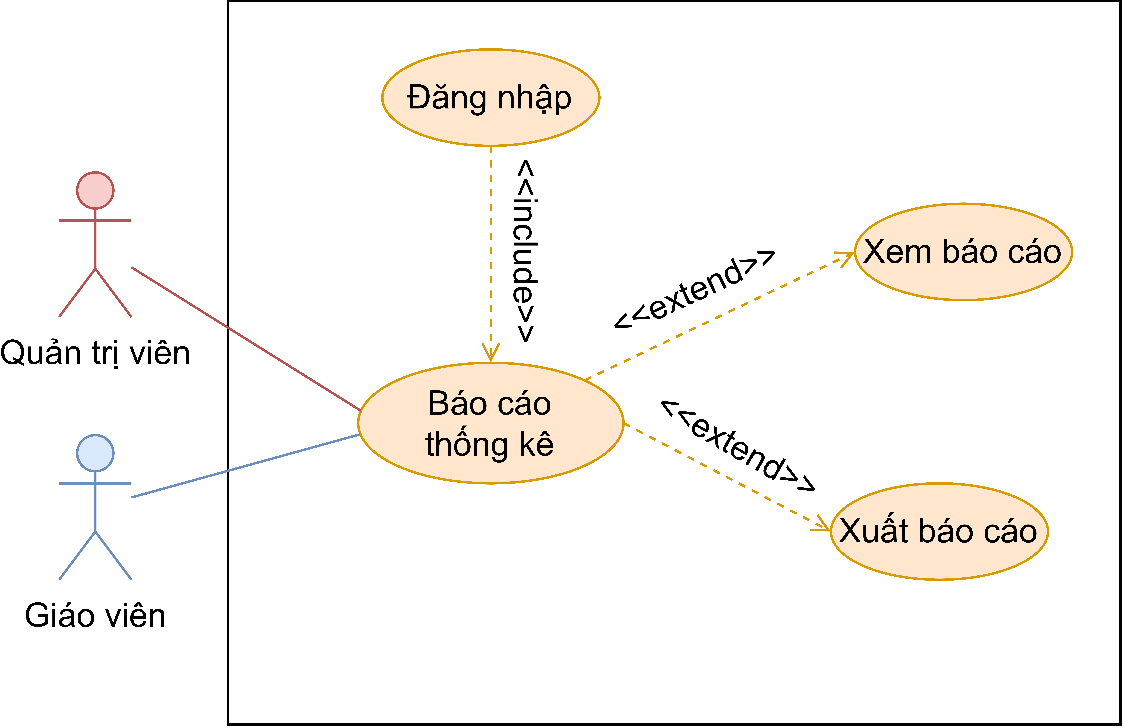 Đăng nhập
<<include>>
Xem báo cáo
<<extend>>
Quản trị viên
Báo cáo
thống kê
<<extend>>
Xuất báo cáo
Giáo viên